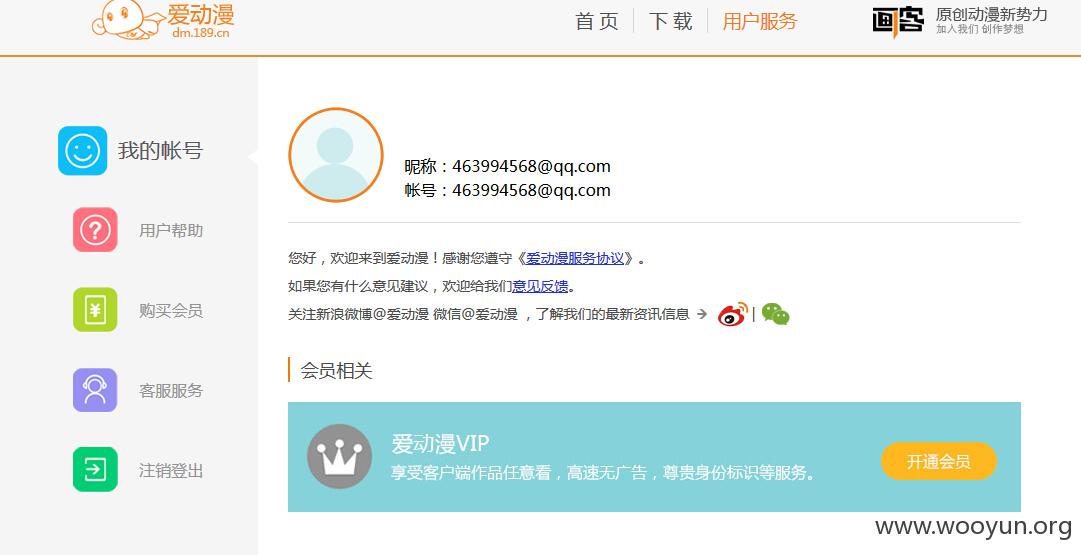 爱动漫
dm.189.cn
首页 下载 用户服务
画客 原创动漫新势力
加入我们 创作梦想
我的帐号
用户帮助
购买会员
客服服务
注销登出
昵称：463994568@qq.com
帐号：463994568@qq.com
您好，欢迎来到爱动漫！感谢您遵守《爱动漫服务协议》。
如果您有什么意见建议，欢迎给我们意见反馈。
关注新浪微博@爱动漫 微信@爱动漫 ，了解我们的最新资讯信息
会员相关
爱动漫VIP
享受客户端作品任意看，高速无广告，尊贵身份标识等服务。
开通会员
www.wooyun.org